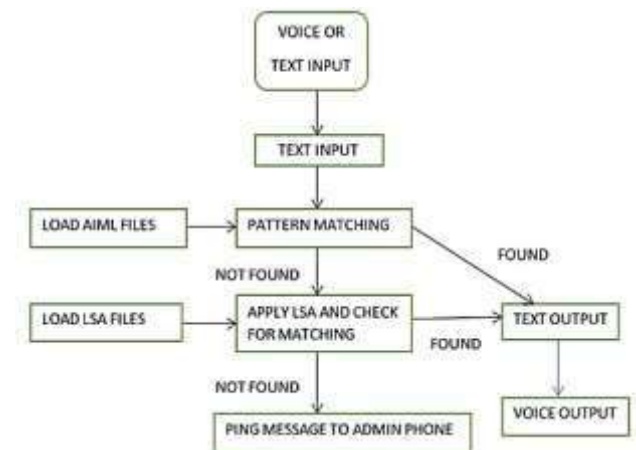 VOICE OR
TEXT INPUT
TEXT INPUT
LOAD AIML FILES
PATTERN MATCHING
FOUND
NOT FOUND
LOAD LSA FILES
APPLY LSA AND CHECK
FOR MATCHING
TEXT OUTPUT
FOUND
NOT FOUND
VOICE OUTPUT
PING MESSAGE TO ADMIN PHONE